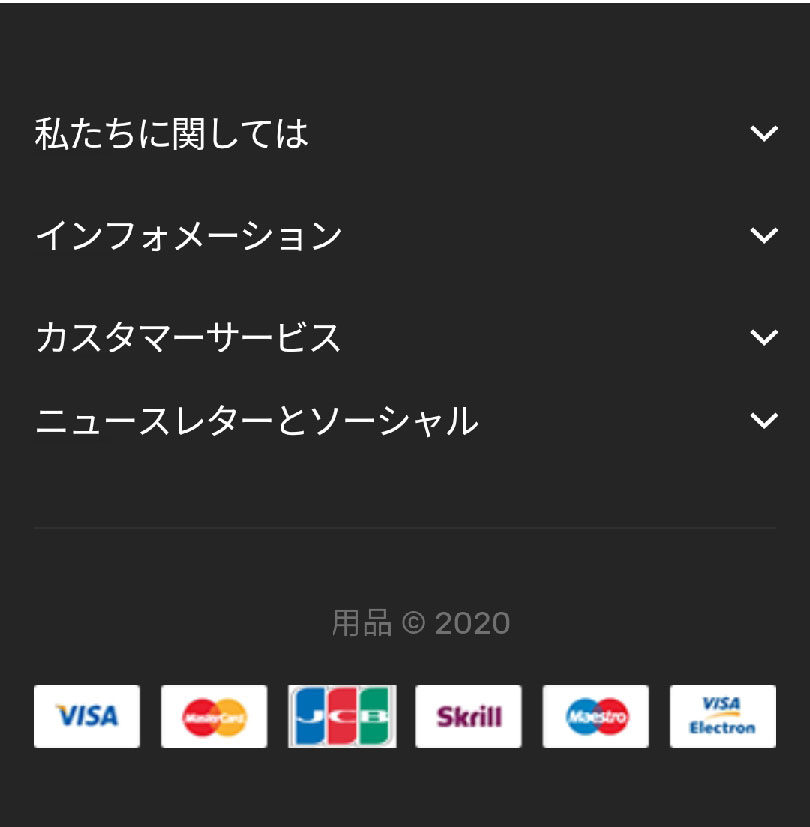 私たちに関しては
インフォメーション
カスタマーサービス
ニュースレターとソーシャル
用品 © 2020
VISA MasterCard JCB Skrill Maestro VISA Electron